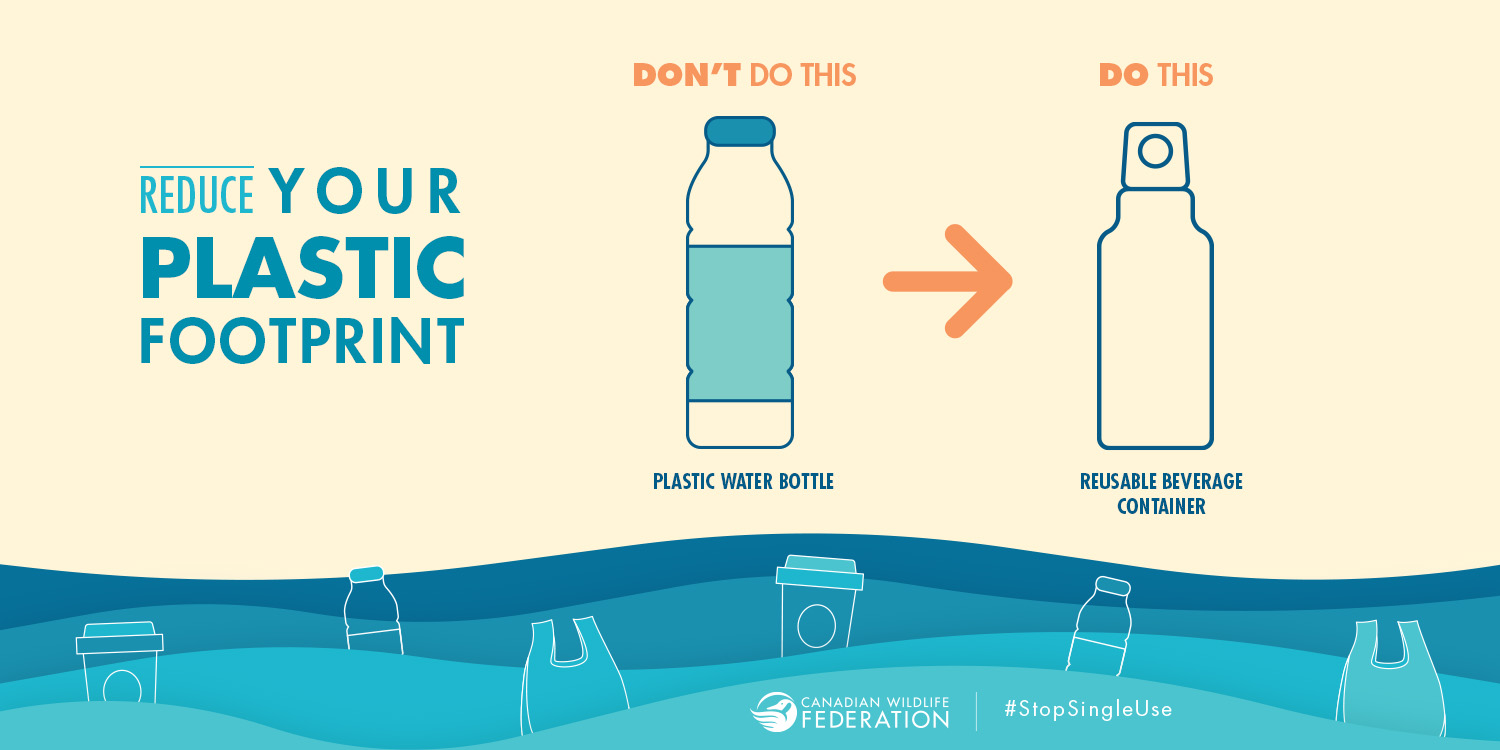 REDUCE YOUR
PLASTIC
FOOTPRINT
DON'T DO THIS
PLASTIC WATER BOTTLE
DO THIS
REUSABLE BEVERAGE
CONTAINER
CANADIAN WILDLIFE
FEDERATION
#StopSingleUse